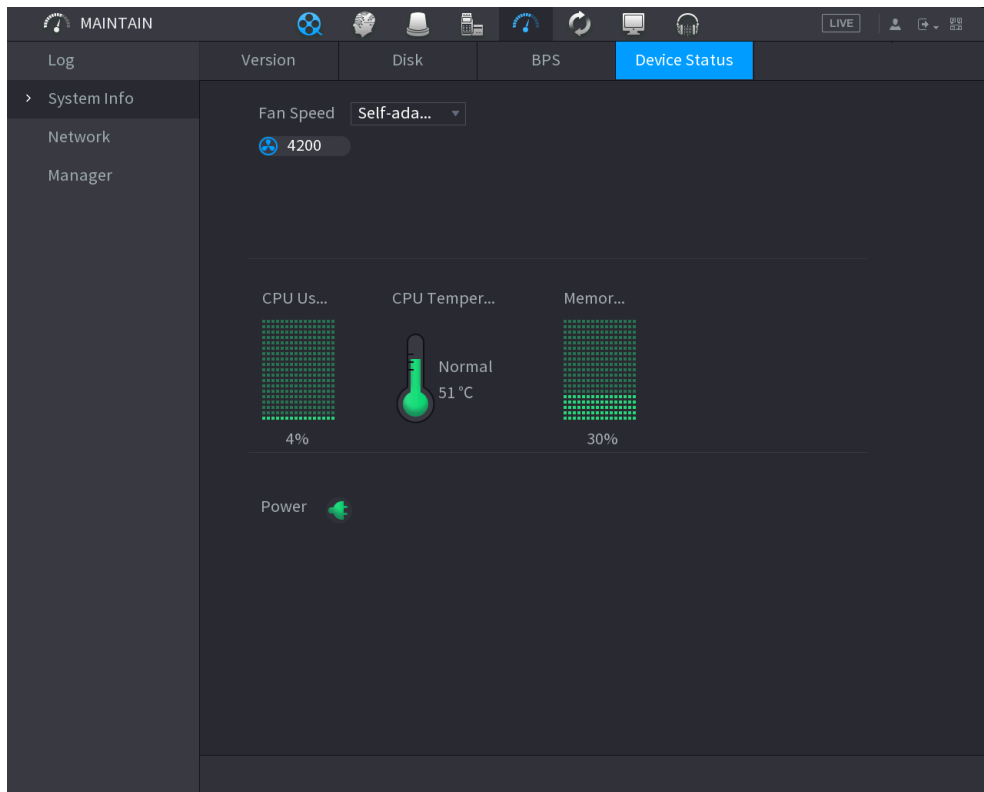 MAINTAIN LIVE
Log Version Disk BPS Device Status
System Info
Network
Manager
Fan Speed Self-ada...
4200
CPU Us... CPU Temper... Memor...
Normal
51 °C
4% 30%
Power